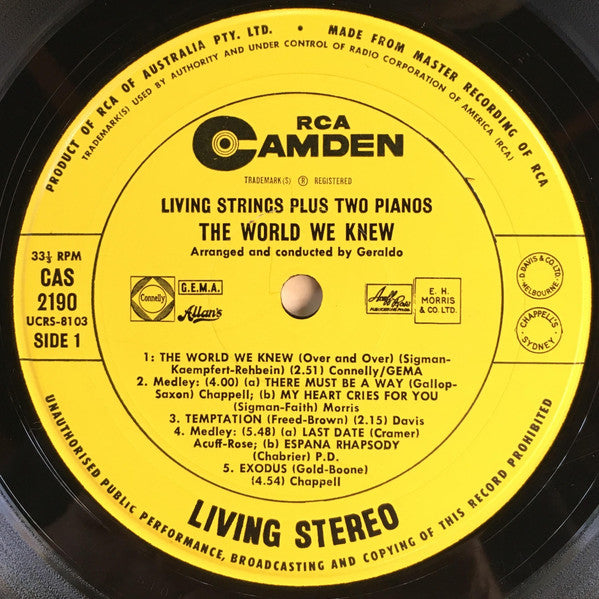 PRODUCT OF RCA OF AUSTRALIA PTY. LTD. • MADE FROM MASTER RECORDING OF RCA
TRADEMARK(S) USED BY AUTHORITY AND UNDER CONTROL OF RADIO CORPORATION OF AMERICA (RCA)
RCA
CAMDEN
TRADEMARK(S) ® REGISTERED
LIVING STRINGS PLUS TWO PIANOS
THE WORLD WE KNEW
Arranged and conducted by Geraldo
33⅓ RPM
CAS
2190
UCRS-8103
SIDE 1
Connelly
G.E.M.A.
Allan's
Acuff-Rose
E. H.
MORRIS
& CO. LTD.
D. DAVIS & CO. LTD.
MELBOURNE
CHAPPELL'S
SYDNEY
1: THE WORLD WE KNEW (Over and Over) (Sigman-
Kaempfert-Rehbein) (2.51) Connelly/GEMA
2. Medley: (4.00) (a) THERE MUST BE A WAY (Gallop-
Saxon) Chappell; (b) MY HEART CRIES FOR YOU
(Sigman-Faith) Morris
3. TEMPTATION (Freed-Brown) (2.15) Davis
4. Medley: (5.48) (a) LAST DATE (Cramer)
Acuff-Rose; (b) ESPANA RHAPSODY
(Chabrier) P.D.
5. EXODUS (Gold-Boone)
(4.54) Chappell
LIVING STEREO
UNAUTHORISED PUBLIC PERFORMANCE, BROADCASTING AND COPYING OF THIS RECORD PROHIBITED